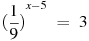 (1/9)^{x-5} = 3